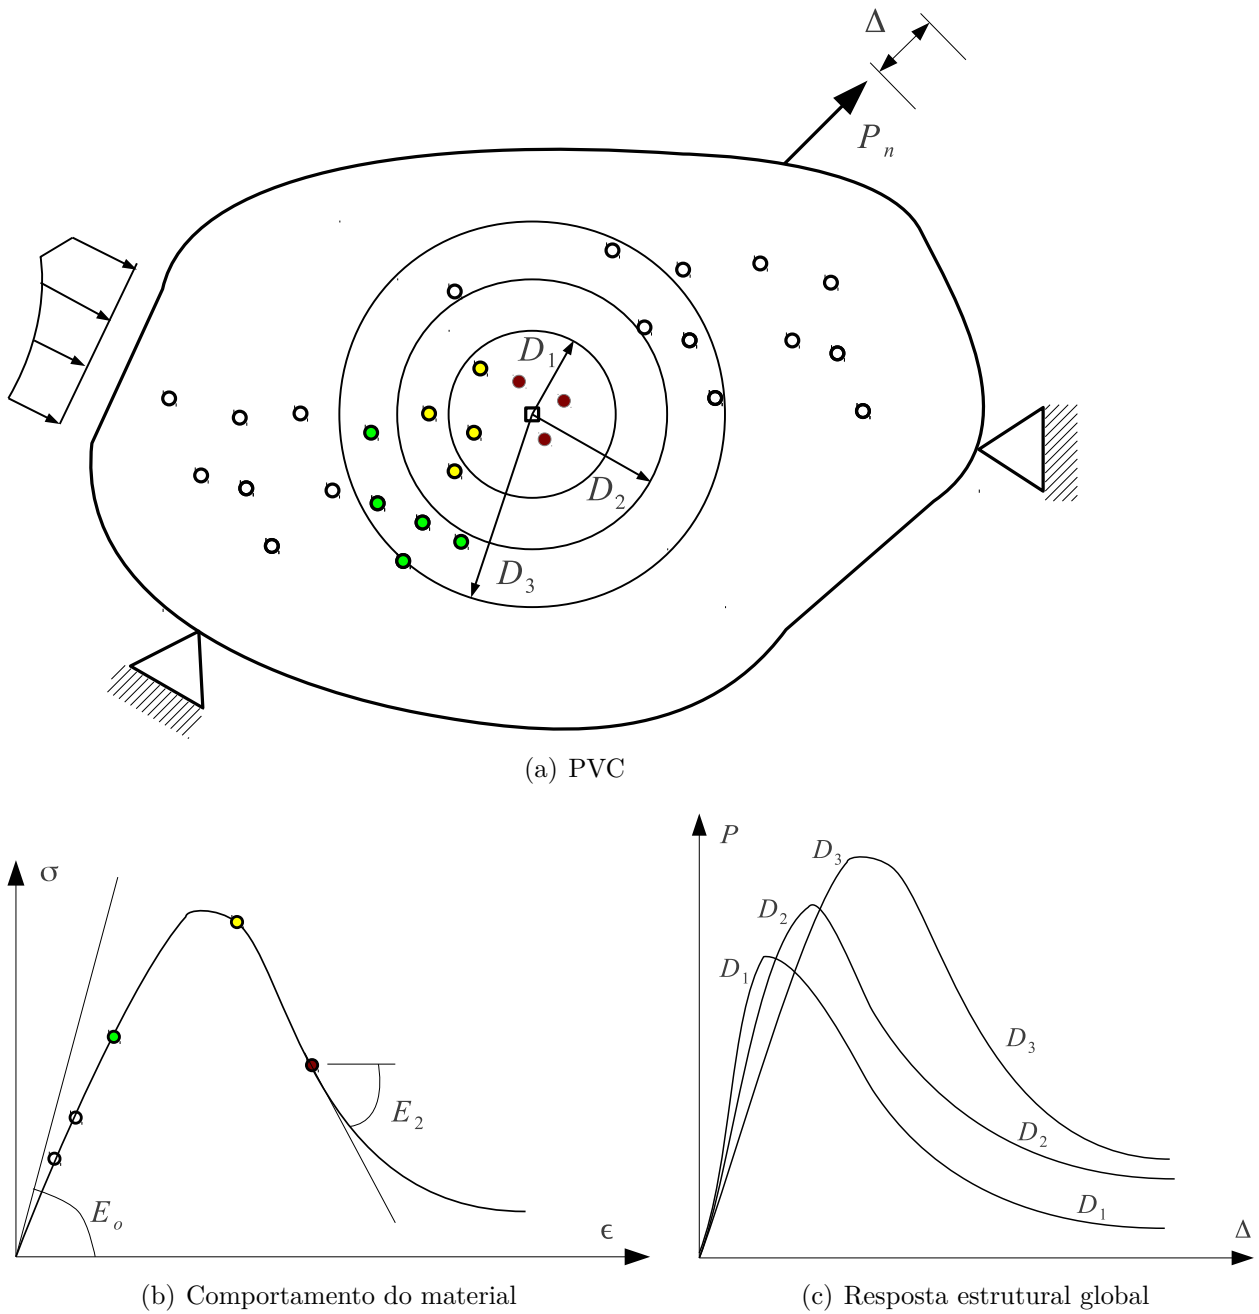 Δ
P n
D 1
D 2
D 3
(a) PVC
σ
E 2
E o
ϵ
(b) Comportamento do material
P
D 3
D 2
D 1
D 3
D 2
D 1
Δ
(c) Resposta estrutural global